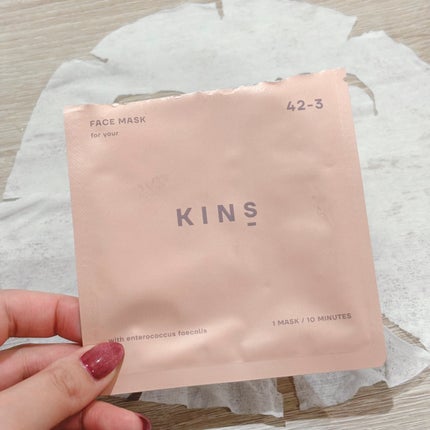 FACE MASK
for your
42-3
KINS
with enterococcus faecalis
1 MASK / 10 MINUTES